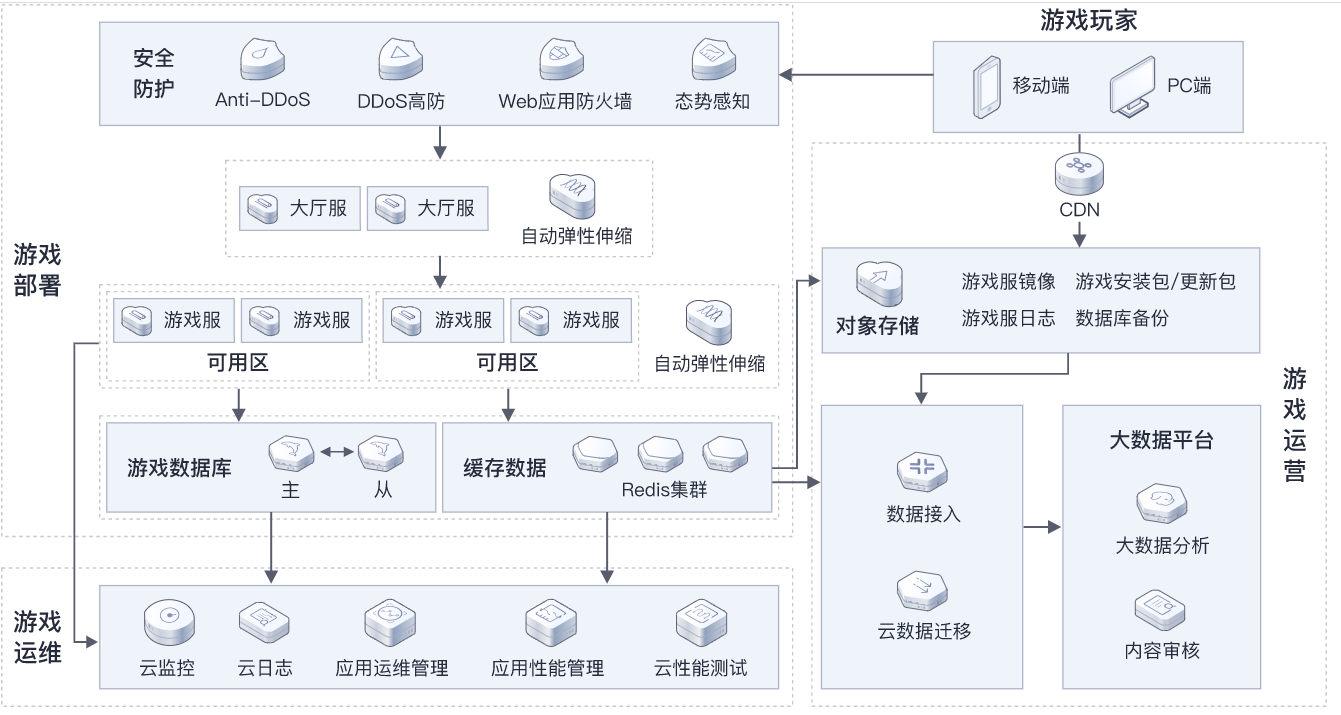 游戏玩家
移动端
PC端
安全
防护
Anti-DDoS
DDoS高防
Web应用防火墙
态势感知
游戏
部署
大厅服
大厅服
自动弹性伸缩
游戏服
游戏服
可用区
游戏服
游戏服
可用区
自动弹性伸缩
游戏数据库
主
从
缓存数据
Redis集群
游戏
运维
云监控
云日志
应用运维管理
应用性能管理
云性能测试
CDN
对象存储
游戏服镜像
游戏安装包/更新包
游戏服日志
数据库备份
游
戏
运
营
数据接入
云数据迁移
大数据平台
大数据分析
内容审核